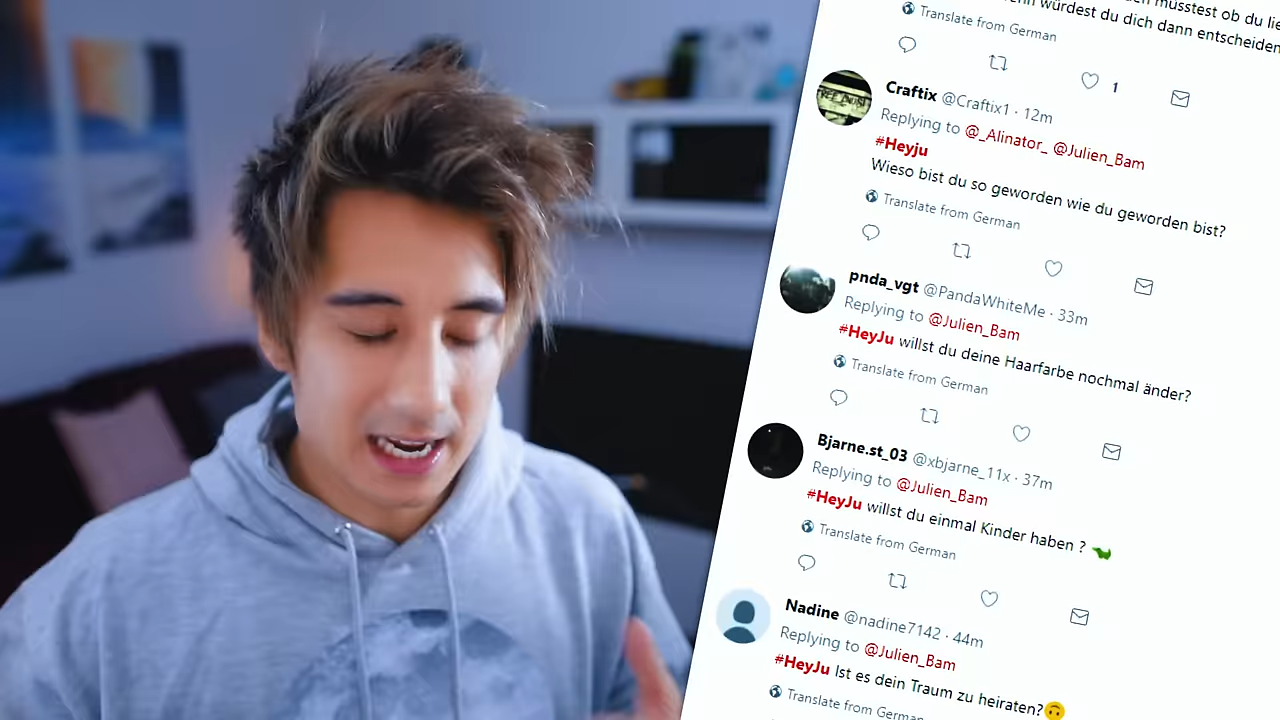 musstest ob du
würdest du dich dann entscheiden
Translate from German
1
Craftix @Craftix1 · 12m
Replying to @_Alinator_ @Julien_Bam
#Heyju
Wieso bist du so geworden wie du geworden bist?
Translate from German
pnda_vgt @PandaWhiteMe · 33m
Replying to @Julien_Bam
#HeyJu willst du deine Haarfarbe nochmal änder?
Translate from German
Bjarne.st_03 @xbjarne_11x · 37m
Replying to @Julien_Bam
#HeyJu willst du einmal Kinder haben ?
Translate from German
Nadine @nadine7142 · 44m
Replying to @Julien_Bam
#HeyJu Ist es dein Traum zu heiraten?🙃
Translate from German